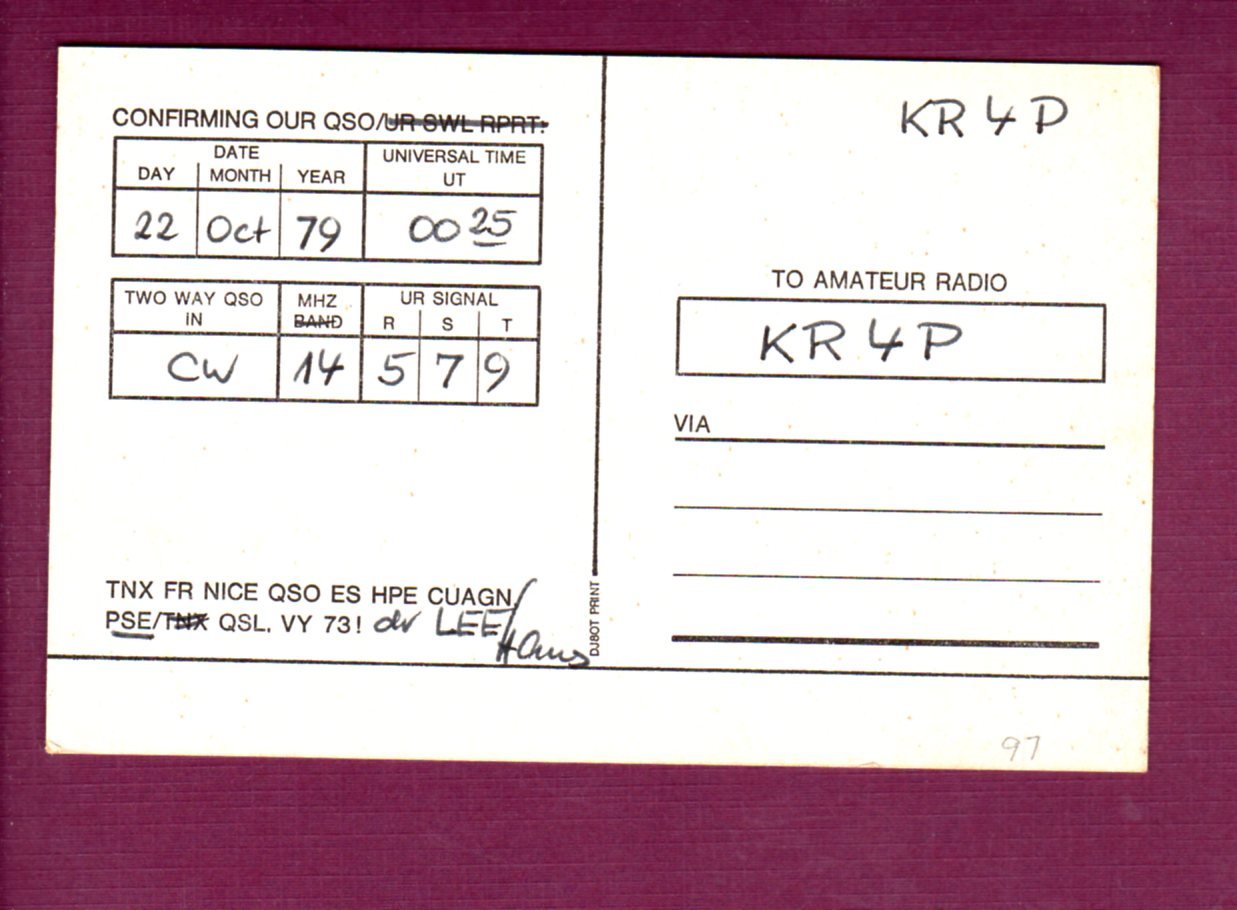 CONFIRMING OUR QSO/UR SWL RPRT:
DATE
DAY MONTH YEAR
UNIVERSAL TIME
UT
22 Oct 79 0025
TWO WAY QSO
IN
MHZ
BAND
UR SIGNAL
R S T
CW 14 5 7 9
TNX FR NICE QSO ES HPE CUAGN/
PSE/TNX QSL. VY 73! dr LEE/
Hans
DJ8OT PRINT
KR4P
TO AMATEUR RADIO
KR4P
VIA
97